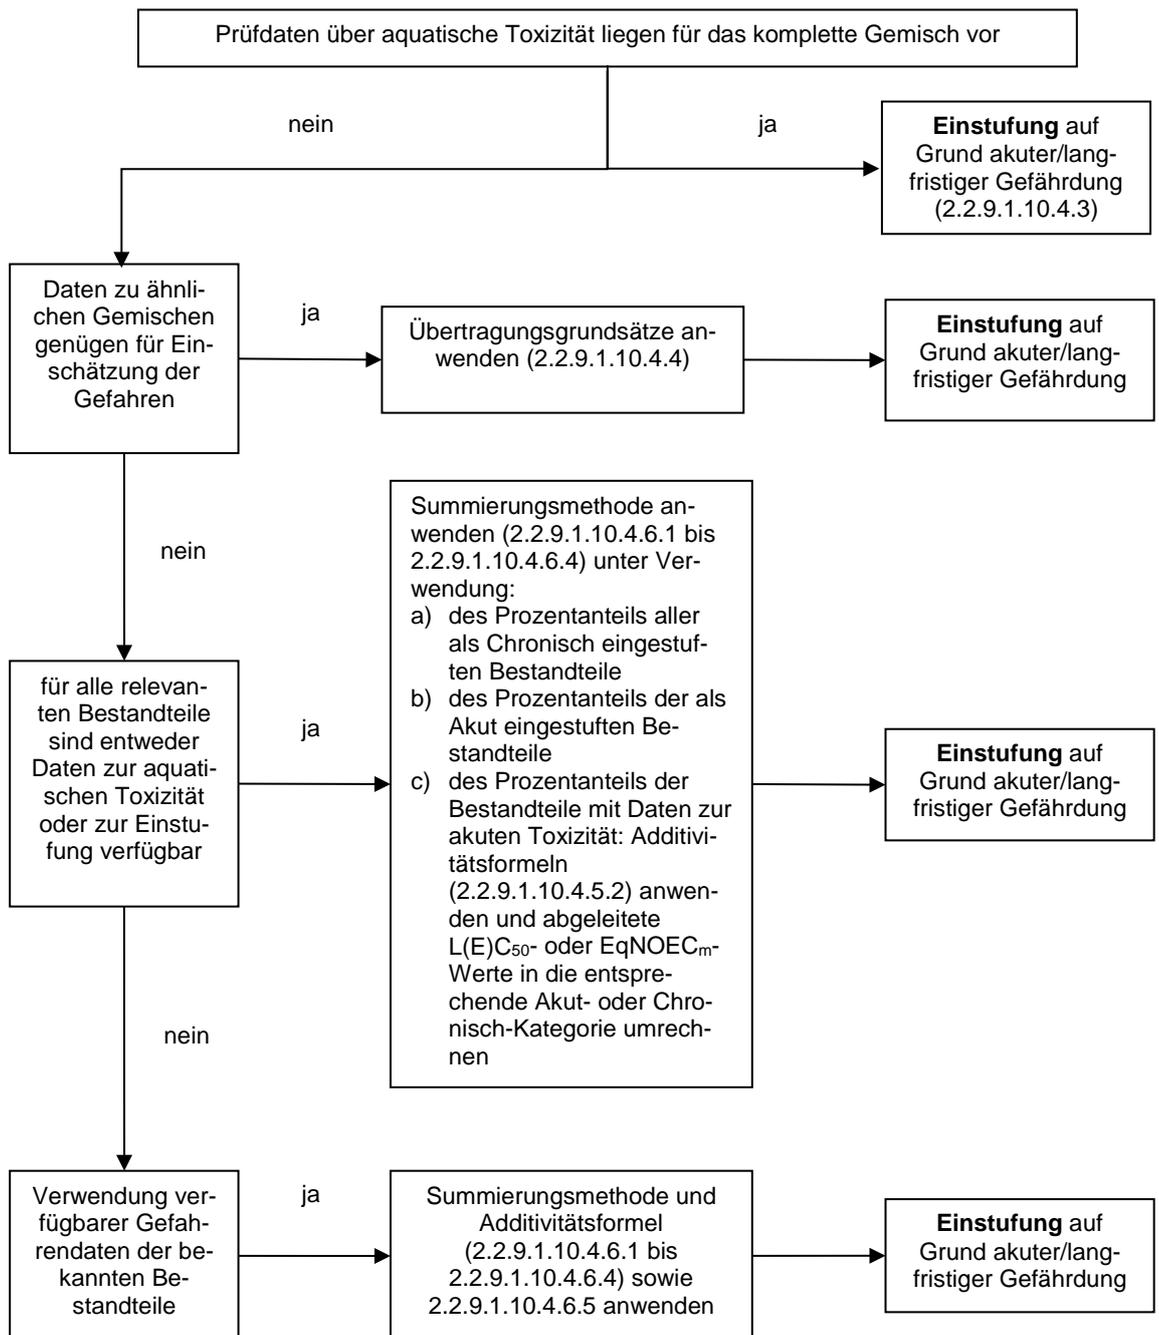 Prüfdaten über aquatische Toxizität liegen für das komplette Gemisch vor
nein
ja
Einstufung auf
Grund akuter/lang-
fristiger Gefährdung
(2.2.9.1.10.4.3)
Daten zu ähnli-
chen Gemischen
genügen für Ein-
schätzung der
Gefahren
ja
Übertragungsgrundsätze an-
wenden (2.2.9.1.10.4.4)
Einstufung auf
Grund akuter/lang-
fristiger Gefährdung
nein
für alle relevan-
ten Bestandteile
sind entweder
Daten zur aquati-
schen Toxizität
oder zur Einstu-
fung verfügbar
ja
Summierungsmethode an-
wenden (2.2.9.1.10.4.6.1 bis
2.2.9.1.10.4.6.4) unter Ver-
wendung:
a) des Prozentanteils aller
als Chronisch eingestuf-
ten Bestandteile
b) des Prozentanteils der als
Akut eingestuften Be-
standteile
c) des Prozentanteils der
Bestandteile mit Daten zur
akuten Toxizität: Additivi-
tätsformeln
(2.2.9.1.10.4.5.2) anwen-
den und abgeleitete
L(E)C₅₀- oder EqNOECₘ-
Werte in die entspre-
chende Akut- oder Chro-
nisch-Kategorie umrech-
nen
Einstufung auf
Grund akuter/lang-
fristiger Gefährdung
nein
Verwendung ver-
fügbarer Gefah-
rendaten der be-
kannten Be-
standteile
ja
Summierungsmethode und
Additivitätsformel
(2.2.9.1.10.4.6.1 bis
2.2.9.1.10.4.6.4) sowie
2.2.9.1.10.4.6.5 anwenden
Einstufung auf
Grund akuter/lang-
fristiger Gefährdung